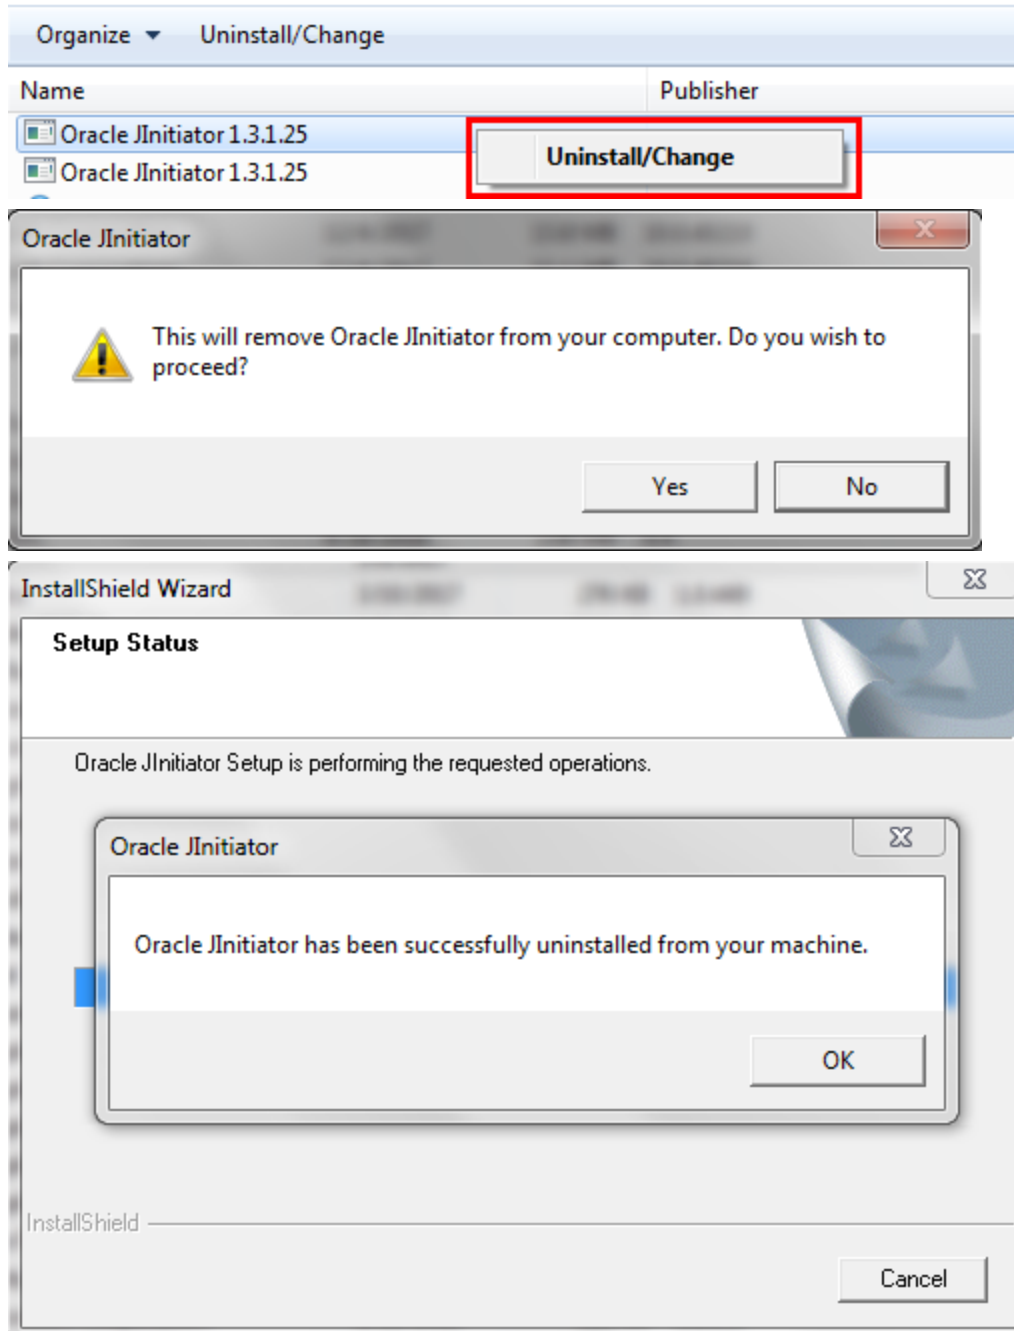 Organize Uninstall/Change
Name Publisher
Oracle JInitiator 1.3.1.25
Uninstall/Change
Oracle JInitiator 1.3.1.25
Oracle JInitiator
This will remove Oracle JInitiator from your computer. Do you wish to
proceed?
Yes No
InstallShield Wizard
Setup Status
Oracle JInitiator Setup is performing the requested operations.
Oracle JInitiator
Oracle JInitiator has been successfully uninstalled from your machine.
OK
InstallShield
Cancel